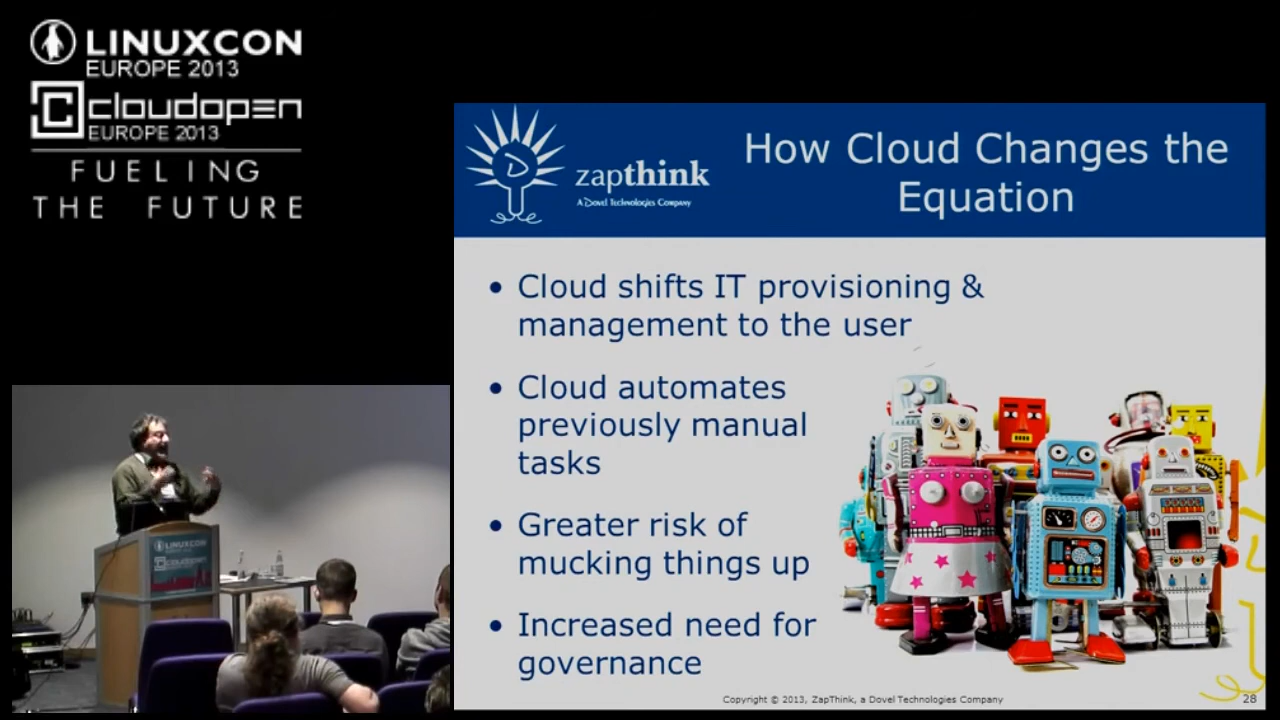 LINUXCON
EUROPE 2013
cloudopen
EUROPE 2013
FUELING
THE FUTURE
zapthink
A Dovel Technologies Company
How Cloud Changes the
Equation
• Cloud shifts IT provisioning &
management to the user
• Cloud automates
previously manual
tasks
• Greater risk of
mucking things up
• Increased need for
governance
Copyright © 2013, ZapThink, a Dovel Technologies Company
28
LINUXCON
cloudopen